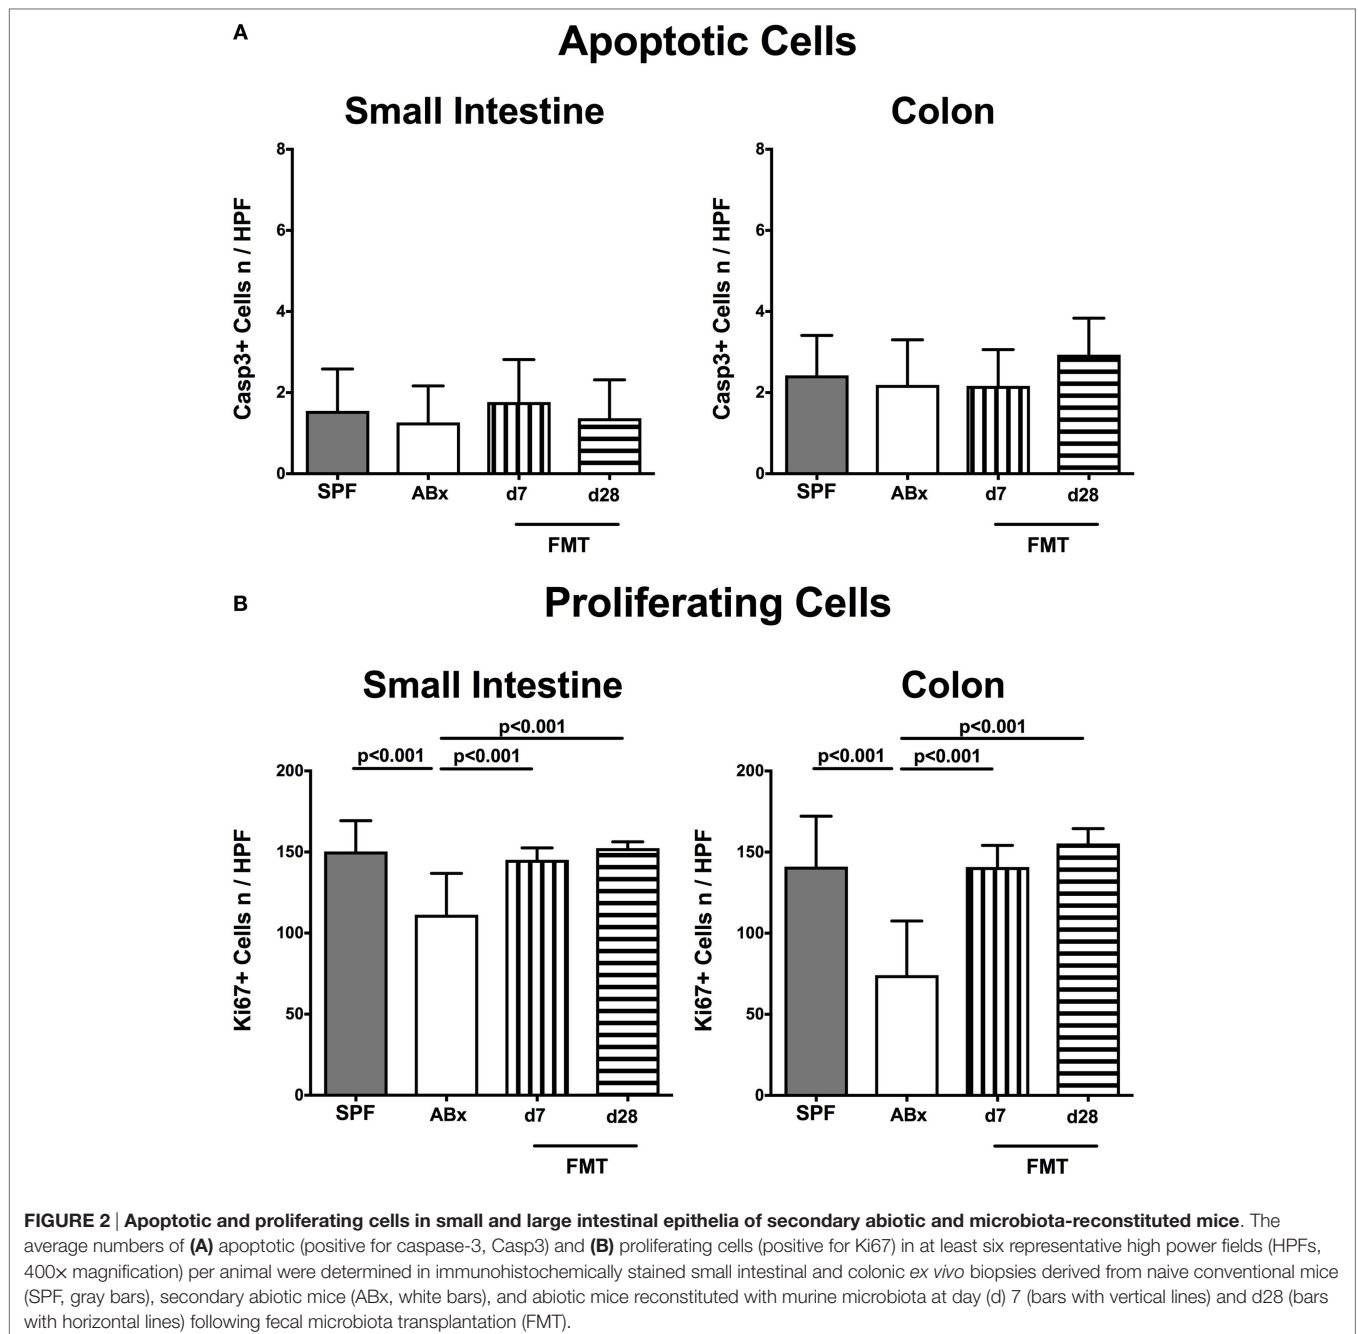 A
Apoptotic Cells
Small Intestine
Colon
Casp3+ Cells n / HPF
8
6
4
2
0
SPF
ABx
d7
d28
FMT
Casp3+ Cells n / HPF
8
6
4
2
0
SPF
ABx
d7
d28
FMT
B
Proliferating Cells
Small Intestine
Colon
p<0.001
p<0.001
p<0.001
Ki67+ Cells n / HPF
200
150
100
50
0
SPF
ABx
d7
d28
FMT
p<0.001
p<0.001
p<0.001
Ki67+ Cells n / HPF
200
150
100
50
0
SPF
ABx
d7
d28
FMT
FIGURE 2 | Apoptotic and proliferating cells in small and large intestinal epithelia of secondary abiotic and microbiota-reconstituted mice. The
average numbers of (A) apoptotic (positive for caspase-3, Casp3) and (B) proliferating cells (positive for Ki67) in at least six representative high power fields (HPFs,
400× magnification) per animal were determined in immunohistochemically stained small intestinal and colonic ex vivo biopsies derived from naive conventional mice
(SPF, gray bars), secondary abiotic mice (ABx, white bars), and abiotic mice reconstituted with murine microbiota at day (d) 7 (bars with vertical lines) and d28 (bars
with horizontal lines) following fecal microbiota transplantation (FMT).